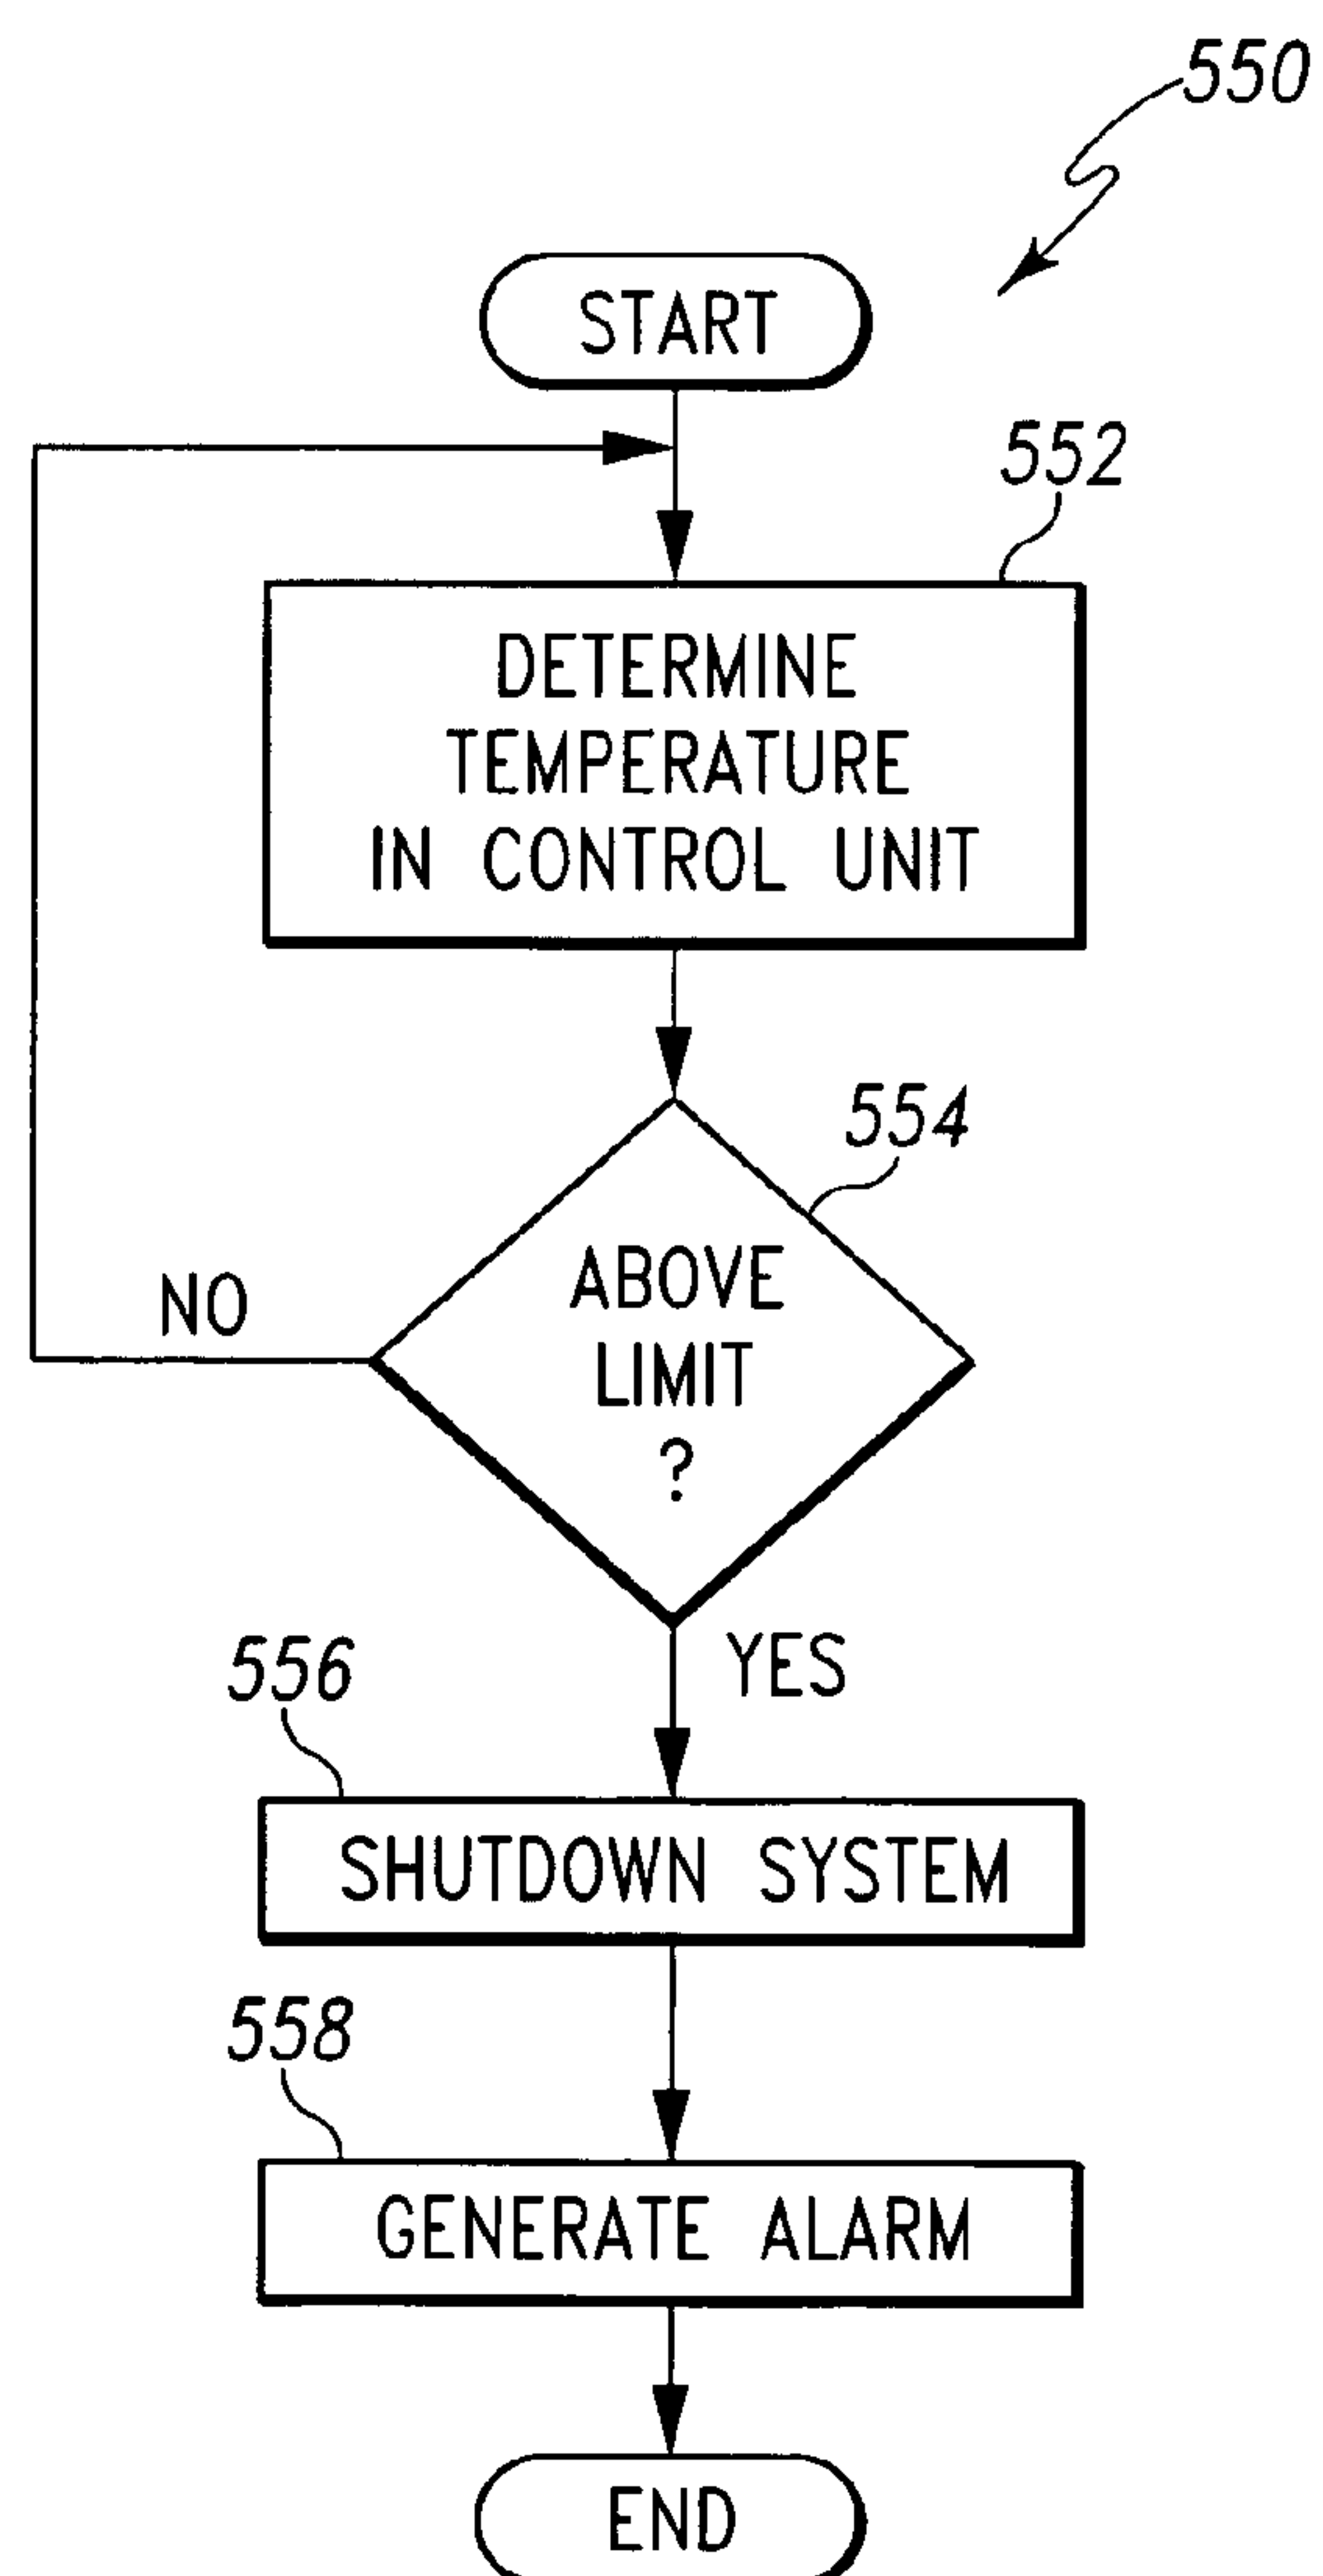 550
START
552
DETERMINE
TEMPERATURE
IN CONTROL UNIT
554
ABOVE
LIMIT
?
NO
YES
556
SHUTDOWN SYSTEM
558
GENERATE ALARM
END